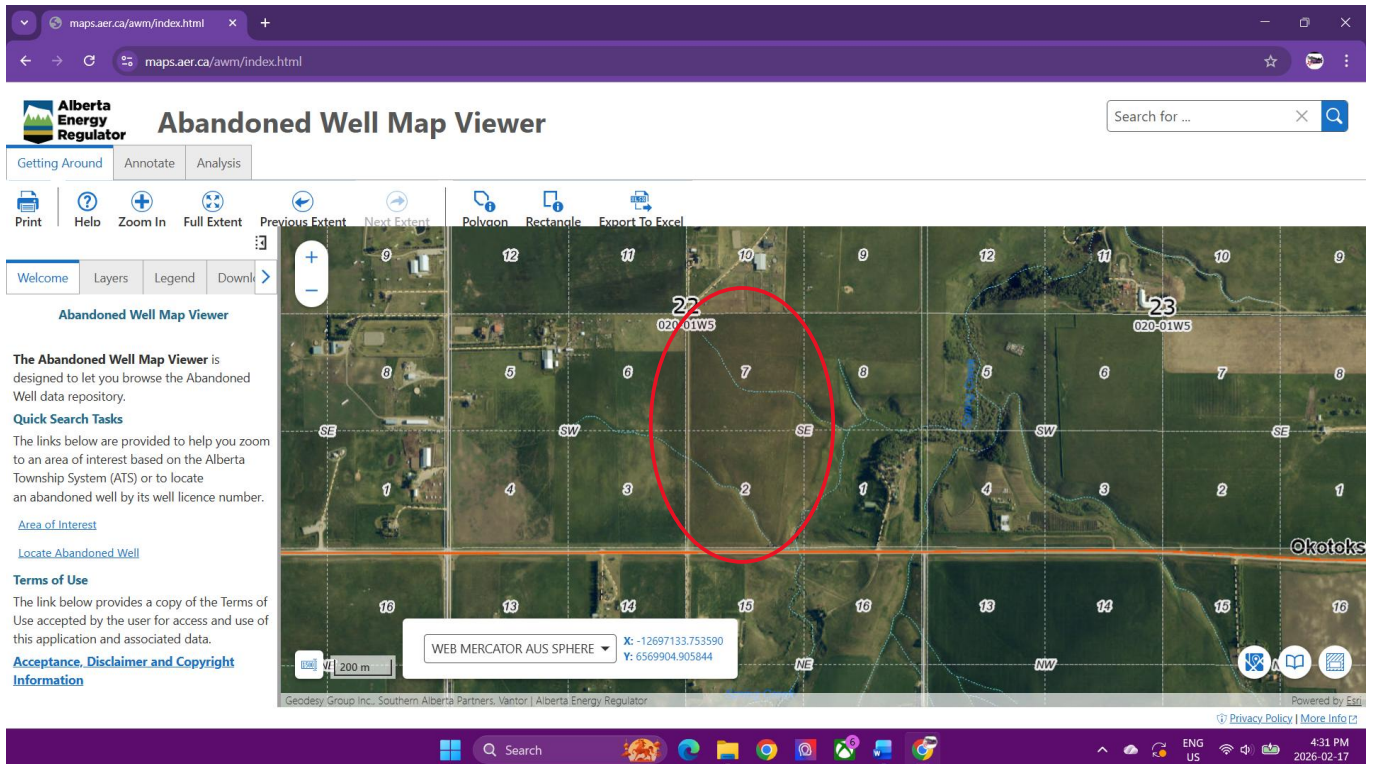 maps.aer.ca/awm/index.html
maps.aer.ca/awm/index.html
Alberta
Energy
Regulator
Abandoned Well Map Viewer
Search for ...
Getting Around Annotate Analysis
Print Help Zoom In Full Extent Previous Extent Next Extent Polygon Rectangle Export To Excel
Welcome Layers Legend
Abandoned Well Map Viewer
The Abandoned Well Map Viewer is
designed to let you browse the Abandoned
Well data repository.
Quick Search Tasks
The links below are provided to help you zoom
to an area of interest based on the Alberta
Township System (ATS) or to locate
an abandoned well by its well licence number.
Area of Interest
Locate Abandoned Well
Terms of Use
The link below provides a copy of the Terms of
Use accepted by the user for access and use of
this application and associated data.
Acceptance, Disclaimer and Copyright
Information
9 12 11 10 9 12 11 10 9
22 23
020-01W5 020-01W5
8 5 6 7 8 5 6 7 8
SE SW SE SW SE
1 4 3 2 1 4 3 2 1
Okotoks
16 13 14 15 16 13 14 15 16
WEB MERCATOR AUS SPHERE
X: -12697133.753590
Y: 6569904.905844
200 m
NE NW
Geodesy Group Inc., Southern Alberta Partners, Vantor | Alberta Energy Regulator
Powered by Esri
Privacy Policy | More Info
Search
6
ENG
US
4:31 PM
2026-02-17